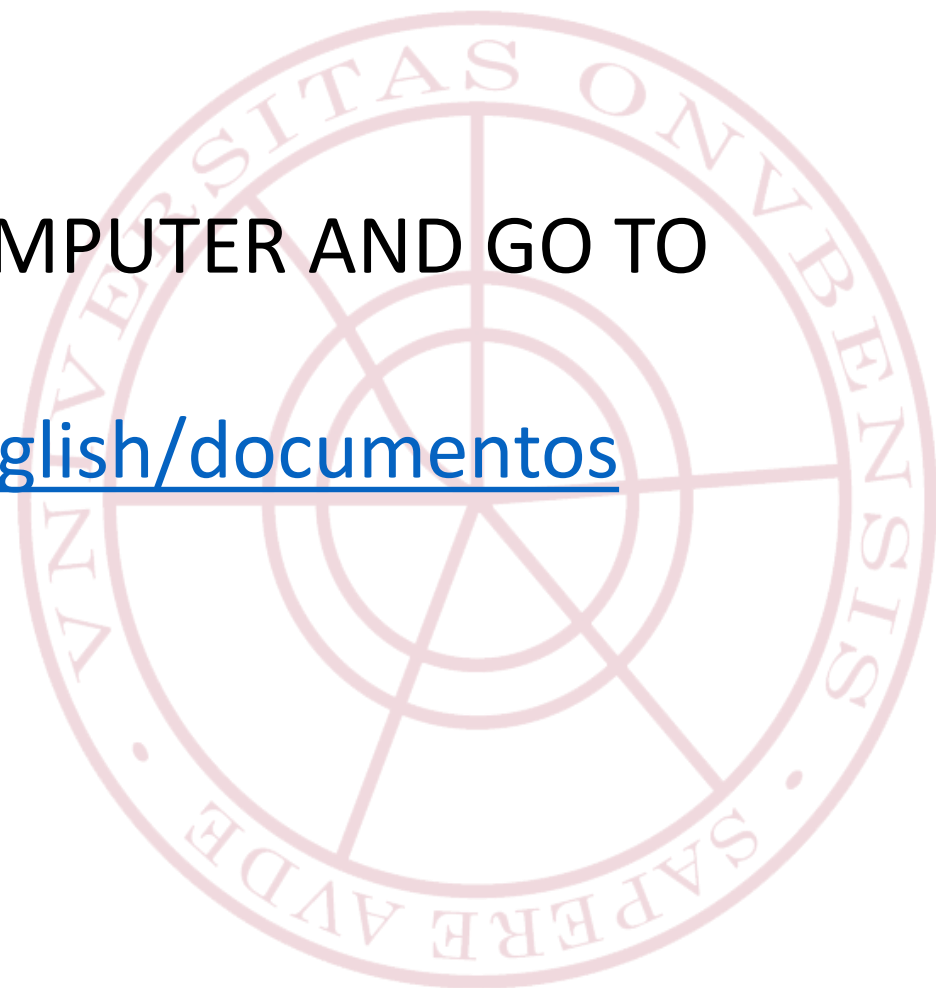 VNIVERSITAS ONVBENSIS • SAPERE AVDE •
MPUTER AND GO TO
glish/documentos